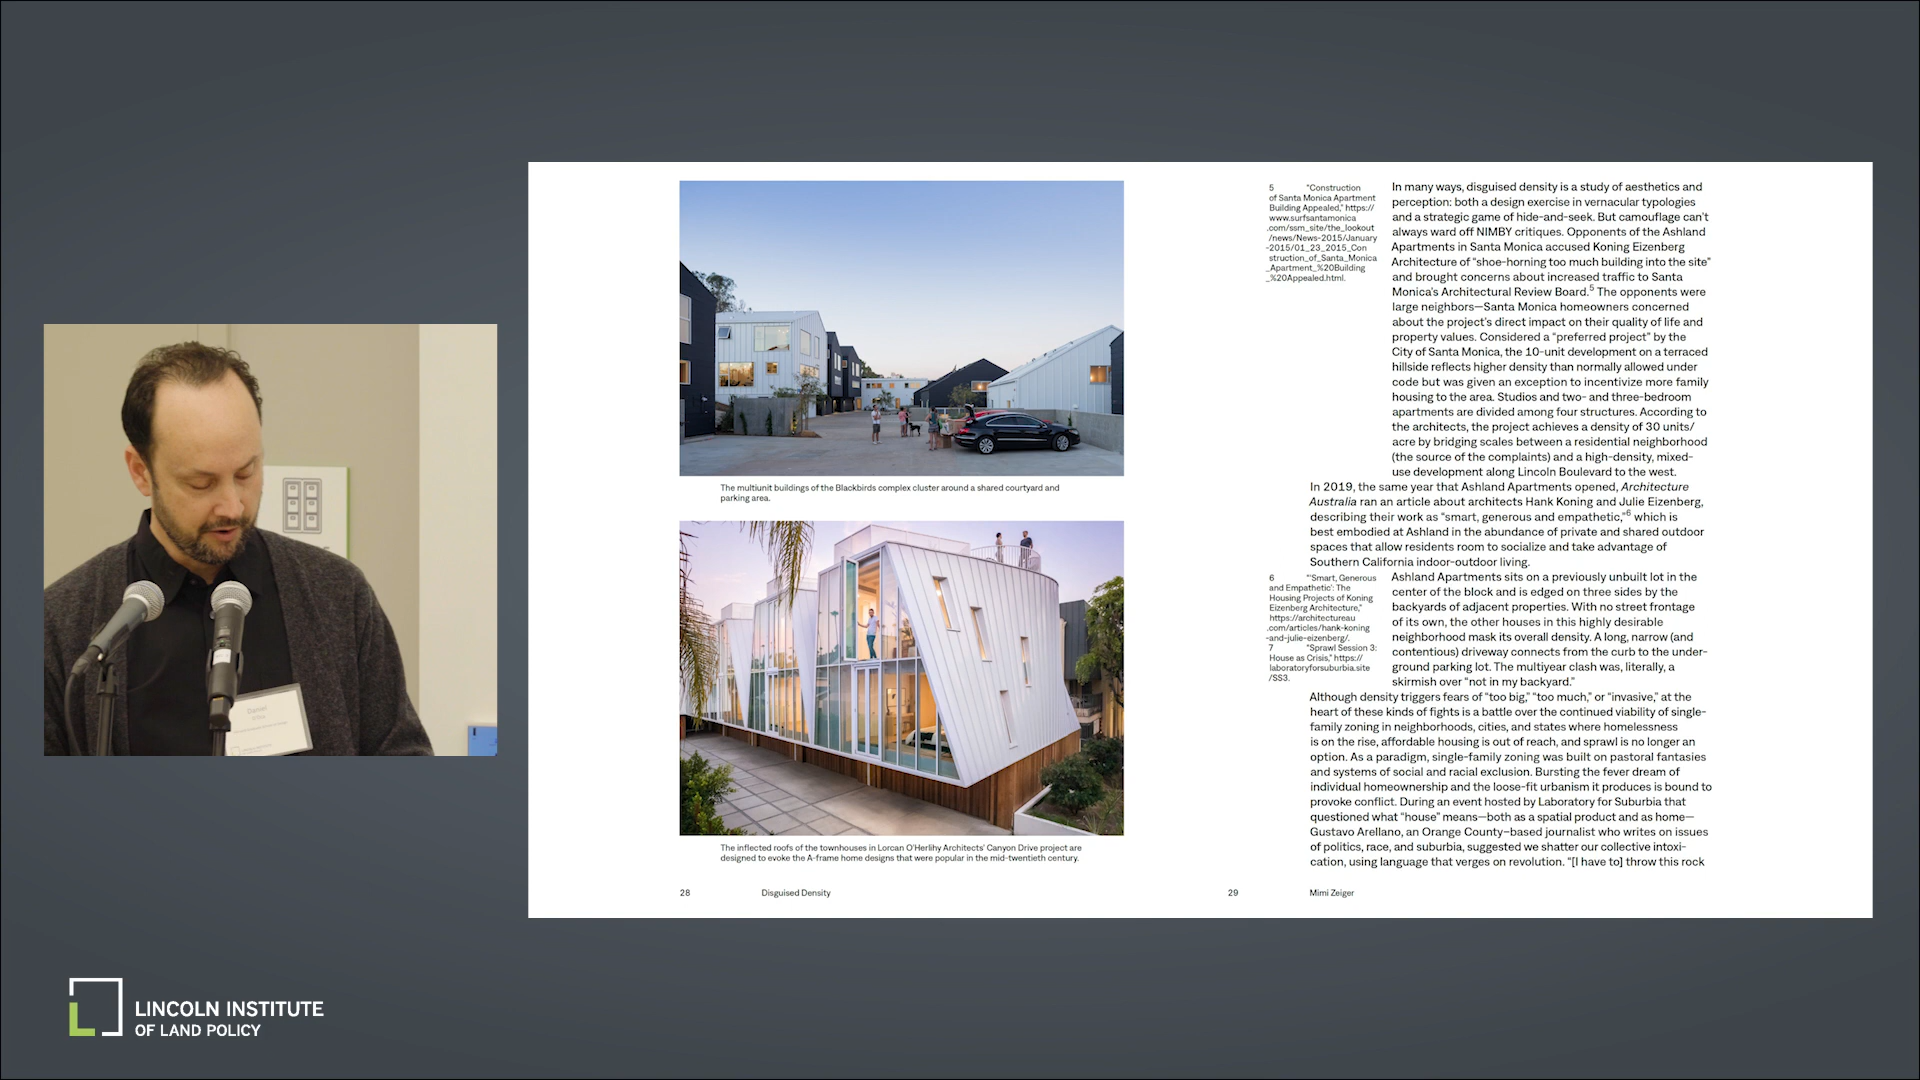 The multiunit buildings of the Blackbirds complex cluster around a shared courtyard and
parking area.
The inflected roofs of the townhouses in Lorcan O'Herlihy Architects' Canyon Drive project are
designed to evoke the A-frame home designs that were popular in the mid-twentieth century.
28 Disguised Density
5 "Construction
of Santa Monica Apartment
Building Appealed," https://
www.surfsantamonica
.com/ssm_site/the_lookout
/news/News-2015/January
-2015/01_23_2015_Con
struction_of_Santa_Monica
_Apartment_%20Building
_%20Appealed.html.
In many ways, disguised density is a study of aesthetics and
perception: both a design exercise in vernacular typologies
and a strategic game of hide-and-seek. But camouflage can't
always ward off NIMBY critiques. Opponents of the Ashland
Apartments in Santa Monica accused Koning Eizenberg
Architecture of "shoe-horning too much building into the site"
and brought concerns about increased traffic to Santa
Monica's Architectural Review Board.5 The opponents were
large neighbors—Santa Monica homeowners concerned
about the project's direct impact on their quality of life and
property values. Considered a "preferred project" by the
City of Santa Monica, the 10-unit development on a terraced
hillside reflects higher density than normally allowed under
code but was given an exception to incentivize more family
housing to the area. Studios and two- and three-bedroom
apartments are divided among four structures. According to
the architects, the project achieves a density of 30 units/
acre by bridging scales between a residential neighborhood
(the source of the complaints) and a high-density, mixed-
use development along Lincoln Boulevard to the west.
In 2019, the same year that Ashland Apartments opened, Architecture
Australia ran an article about architects Hank Koning and Julie Eizenberg,
describing their work as "smart, generous and empathetic,"6 which is
best embodied at Ashland in the abundance of private and shared outdoor
spaces that allow residents room to socialize and take advantage of
Southern California indoor-outdoor living.
6 "'Smart, Generous
and Empathetic': The
Housing Projects of Koning
Eizenberg Architecture,"
https://architectureau
.com/articles/hank-koning
-and-julie-eizenberg/.
7 "Sprawl Session 3:
House as Crisis," https://
laboratoryforsuburbia.site
/SS3.
Ashland Apartments sits on a previously unbuilt lot in the
center of the block and is edged on three sides by the
backyards of adjacent properties. With no street frontage
of its own, the other houses in this highly desirable
neighborhood mask its overall density. A long, narrow (and
contentious) driveway connects from the curb to the under-
ground parking lot. The multiyear clash was, literally, a
skirmish over "not in my backyard."
Although density triggers fears of "too big," "too much," or "invasive," at the
heart of these kinds of fights is a battle over the continued viability of single-
family zoning in neighborhoods, cities, and states where homelessness
is on the rise, affordable housing is out of reach, and sprawl is no longer an
option. As a paradigm, single-family zoning was built on pastoral fantasies
and systems of social and racial exclusion. Bursting the fever dream of
individual homeownership and the loose-fit urbanism it produces is bound to
provoke conflict. During an event hosted by Laboratory for Suburbia that
questioned what "house" means—both as a spatial product and as home—
Gustavo Arellano, an Orange County–based journalist who writes on issues
of politics, race, and suburbia, suggested we shatter our collective intoxi-
cation, using language that verges on revolution. "[I have to] throw this rock
29 Mimi Zeiger
Daniel
LINCOLN INSTITUTE
OF LAND POLICY